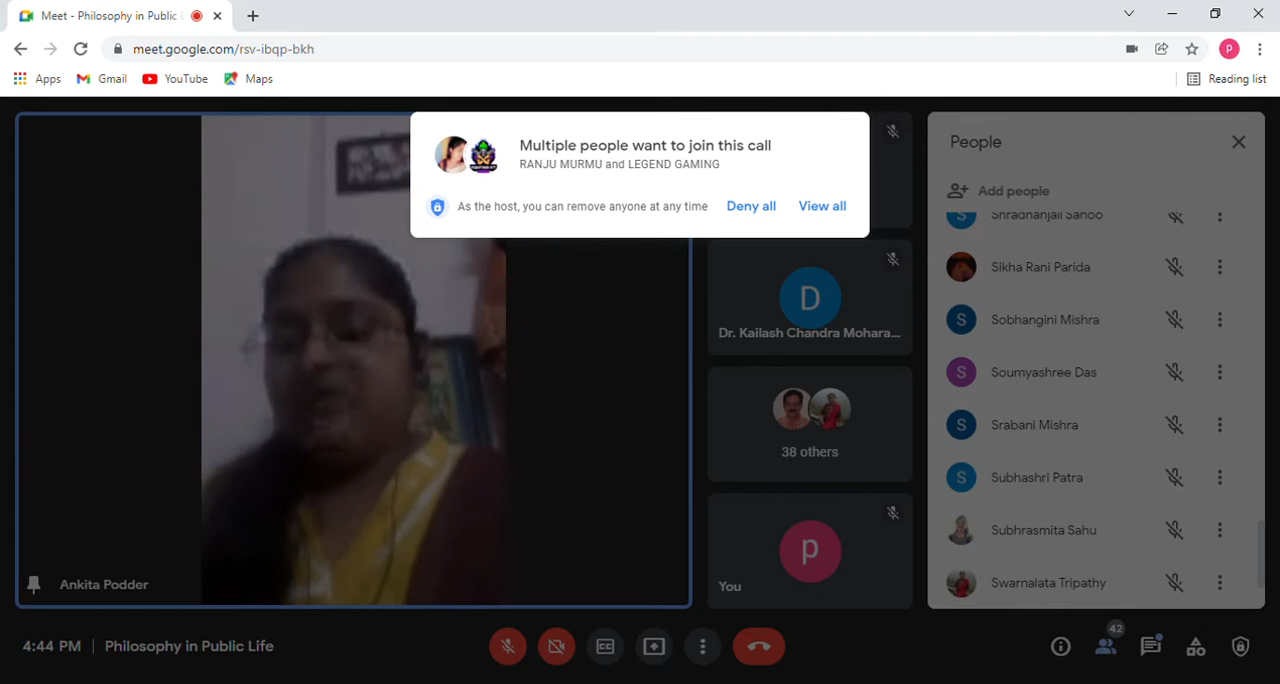 Meet - Philosophy in Public
meet.google.com/rsv-ibqp-bkh
P
Apps
Gmail
YouTube
Maps
Reading list
Multiple people want to join this call
RANJU MURMU and LEGEND GAMING
As the host, you can remove anyone at any time
Deny all
View all
People
Add people
S
Shradhanjali Sahoo
Sikha Rani Parida
S
Sobhangini Mishra
S
Soumyashree Das
S
Srabani Mishra
S
Subhashri Patra
Subhrasmita Sahu
Swarnalata Tripathy
D
Dr. Kailash Chandra Mohara...
38 others
p
You
Ankita Podder
4:44 PM | Philosophy in Public Life
CC
42